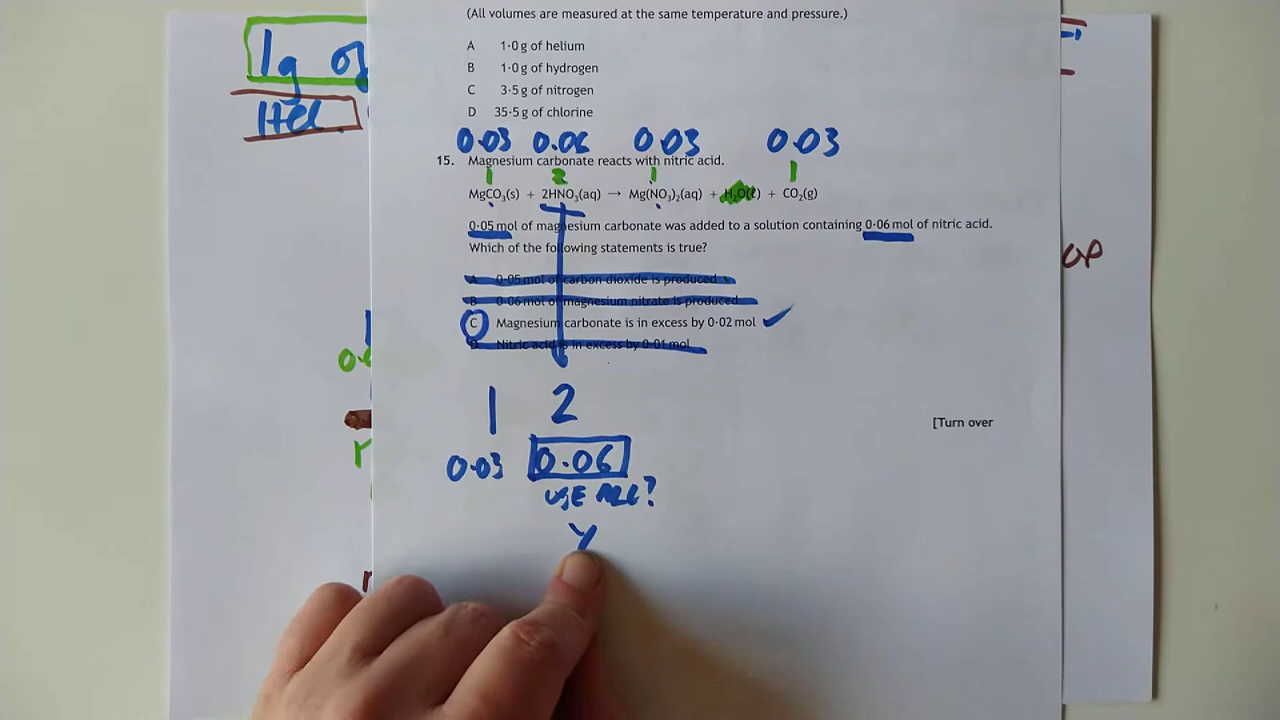 (All volumes are measured at the same temperature and pressure.)
1g of
Hcl
A 1·0 g of helium
B 1·0 g of hydrogen
C 3·5 g of nitrogen
D 35·5 g of chlorine
0.03 0.06 0.03 0.03
15. Magnesium carbonate reacts with nitric acid.
1 2 1 1
MgCO₃(s) + 2HNO₃(aq) → Mg(NO₃)₂(aq) + H₂O(ℓ) + CO₂(g)
0·05 mol of magnesium carbonate was added to a solution containing 0·06 mol of nitric acid.
Which of the following statements is true?
A 0·05 mol of carbon dioxide is produced
B 0·06 mol of magnesium nitrate is produced
C Magnesium carbonate is in excess by 0·02 mol ✓
D Nitric acid is in excess by 0·01 mol
1 2
[Turn over
0.03 0.06
USE ALL?
Y